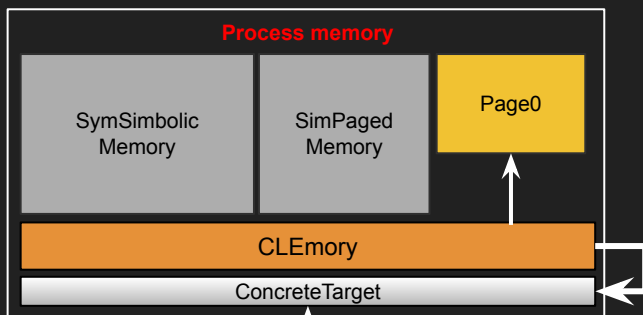 Process memory
SymSimbolic
Memory
SimPaged
Memory
Page0
CLEmory
ConcreteTarget